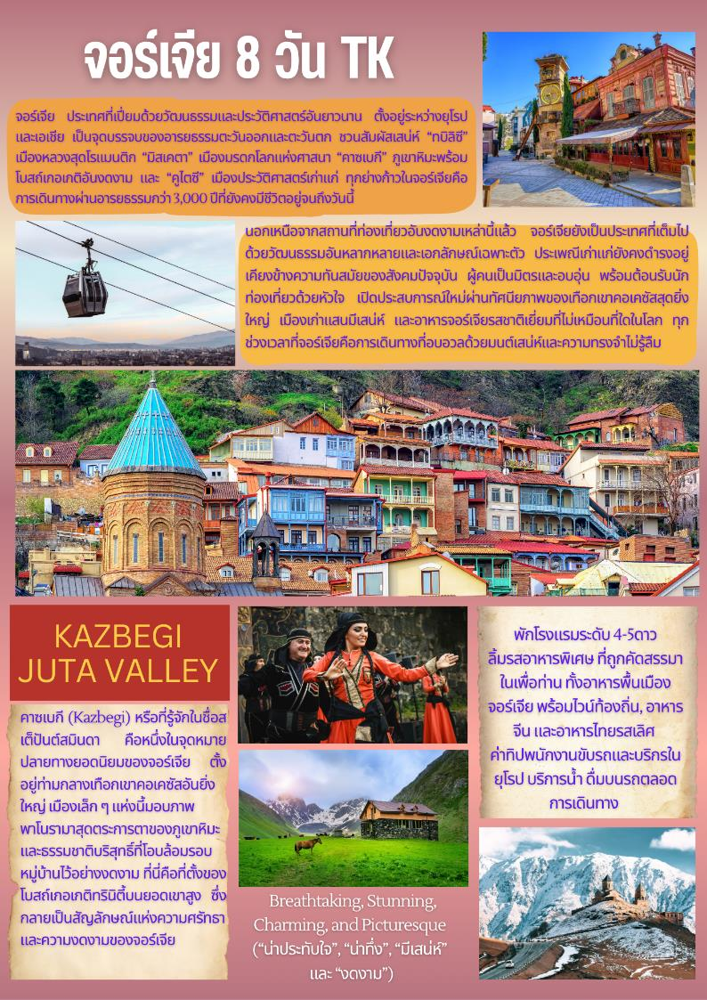 จอร์เจีย 8 วัน TK
จอร์เจีย ประเทศที่เปี่ยมด้วยวัฒนธรรมและประวัติศาสตร์อันยาวนาน ตั้งอยู่ระหว่างยุโรป
และเอเชีย เป็นจุดบรรจบของอารยธรรมตะวันออกและตะวันตก ชวนสัมผัสเสน่ห์ “ทบิลิซี”
เมืองหลวงสุดโรแมนติก “มิสเคตา” เมืองมรดกโลกแห่งศาสนา “คาซเบกี” ภูเขาหิมะพร้อม
โบสถ์เกอเกติอันงดงาม และ “คูไตซี” เมืองประวัติศาสตร์เก่าแก่ ทุกย่างก้าวในจอร์เจียคือ
การเดินทางผ่านอารยธรรมกว่า 3,000 ปีที่ยังคงมีชีวิตอยู่จนถึงวันนี้
นอกเหนือจากสถานที่ท่องเที่ยวอันงดงามเหล่านี้แล้ว จอร์เจียยังเป็นประเทศที่เต็มไป
ด้วยวัฒนธรรมอันหลากหลายและเอกลักษณ์เฉพาะตัว ประเพณีเก่าแก่ยังคงดำรงอยู่
เคียงข้างความทันสมัยของสังคมปัจจุบัน ผู้คนเป็นมิตรและอบอุ่น พร้อมต้อนรับนัก
ท่องเที่ยวด้วยหัวใจ เปิดประสบการณ์ใหม่ผ่านทัศนียภาพของเทือกเขาคอเคซัสสุดยิ่ง
ใหญ่ เมืองเก่าแสนมีเสน่ห์ และอาหารจอร์เจียรสชาติเยี่ยมที่ไม่เหมือนที่ใดในโลก ทุก
ช่วงเวลาที่จอร์เจียคือการเดินทางที่อบอวลด้วยมนต์เสน่ห์และความทรงจำไม่รู้ลืม
KAZBEGI
JUTA VALLEY
คาซเบกี (Kazbegi) หรือที่รู้จักในชื่อส
เต็ปันต์สมินดา คือหนึ่งในจุดหมาย
ปลายทางยอดนิยมของจอร์เจีย ตั้ง
อยู่ท่ามกลางเทือกเขาคอเคซัสอันยิ่ง
ใหญ่ เมืองเล็ก ๆ แห่งนี้มอบภาพ
พาโนรามาสุดตระการตาของภูเขาหิมะ
และธรรมชาติบริสุทธิ์ที่โอบล้อมรอบ
หมู่บ้านไว้อย่างงดงาม ที่นี่คือที่ตั้งของ
โบสถ์เกอเกติทรินิตี้บนยอดเขาสูง ซึ่ง
กลายเป็นสัญลักษณ์แห่งความศรัทธา
และความงดงามของจอร์เจีย
Breathtaking, Stunning,
Charming, and Picturesque
(“น่าประทับใจ”, “น่าทึ่ง”, “มีเสน่ห์”
และ “งดงาม”)
พักโรงแรมระดับ 4-5ดาว
ลิ้มรสอาหารพิเศษ ที่ถูกคัดสรรมา
ในเพื่อท่าน ทั้งอาหารพื้นเมือง
จอร์เจีย พร้อมไวน์ท้องถิ่น, อาหาร
จีน และอาหารไทยรสเลิศ
ค่าทิปพนักงานขับรถและบริกรใน
ยุโรป บริการน้ำ ดื่มบนรถตลอด
การเดินทาง